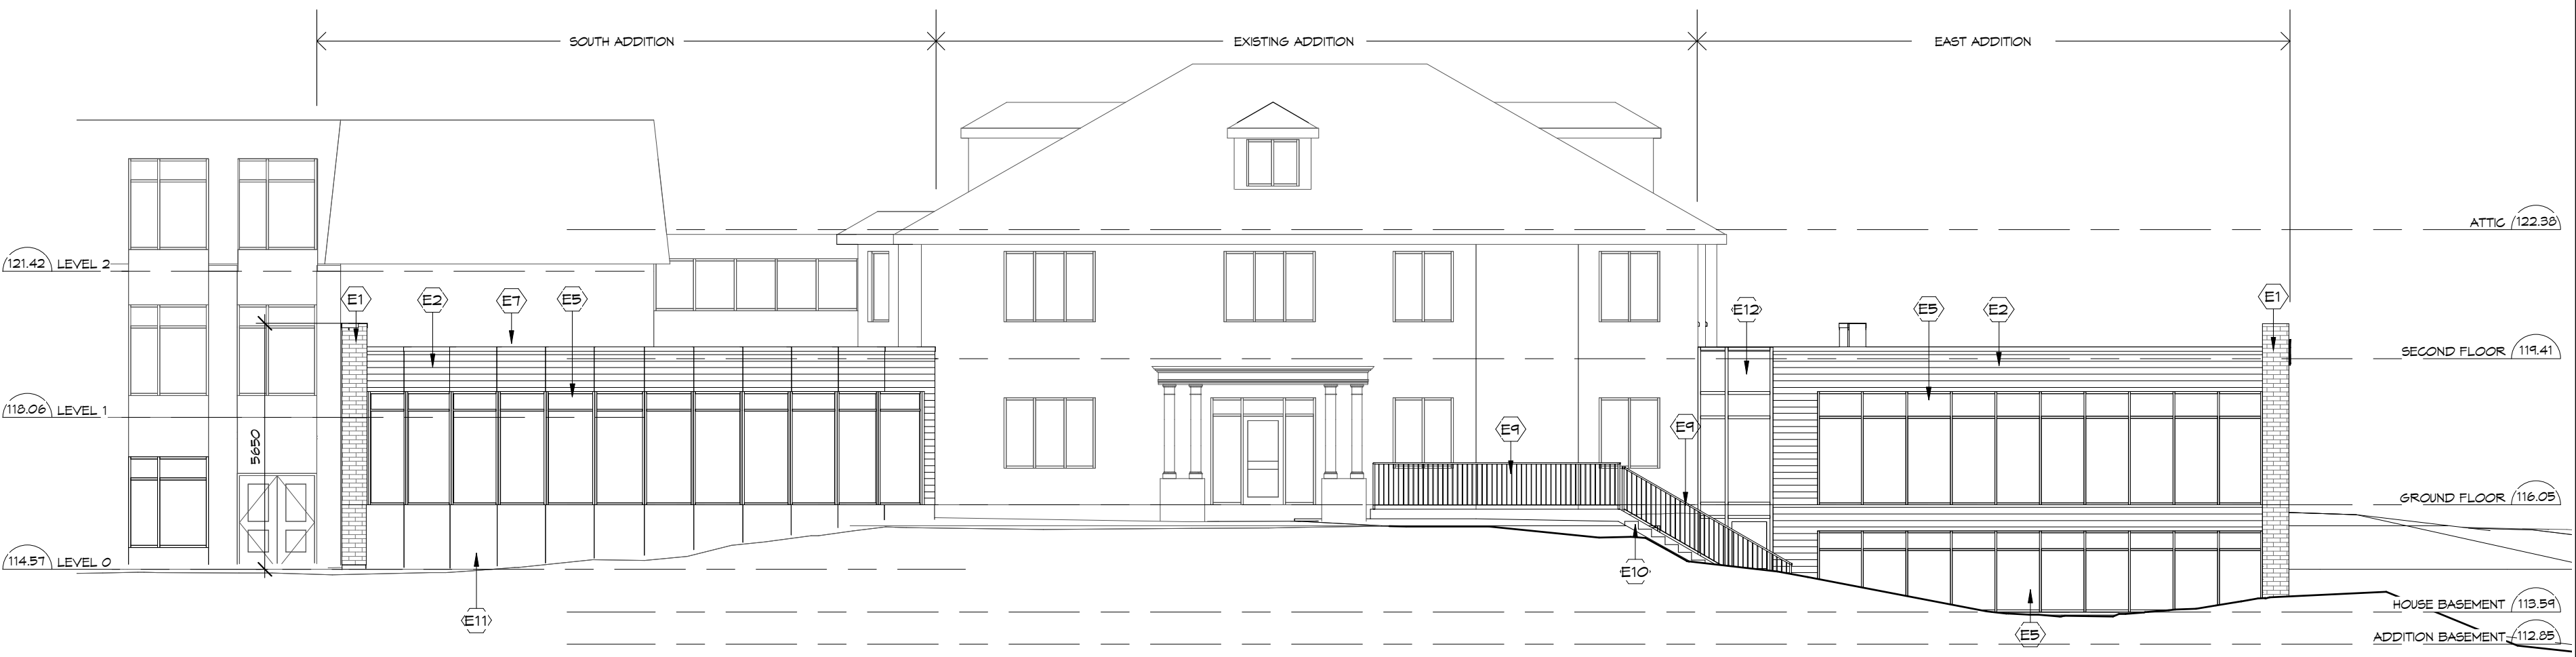 SOUTH ADDITION
EXISTING ADDITION
EAST ADDITION
ATTIC 122.38
121.42 LEVEL 2
E1
E2
E7
E5
E12
E5
E2
E1
SECOND FLOOR 119.41
118.06 LEVEL 1
5650
E9
E9
GROUND FLOOR 116.05
114.57 LEVEL 0
E10
E11
HOUSE BASEMENT 113.59
E5
ADDITION BASEMENT 112.85